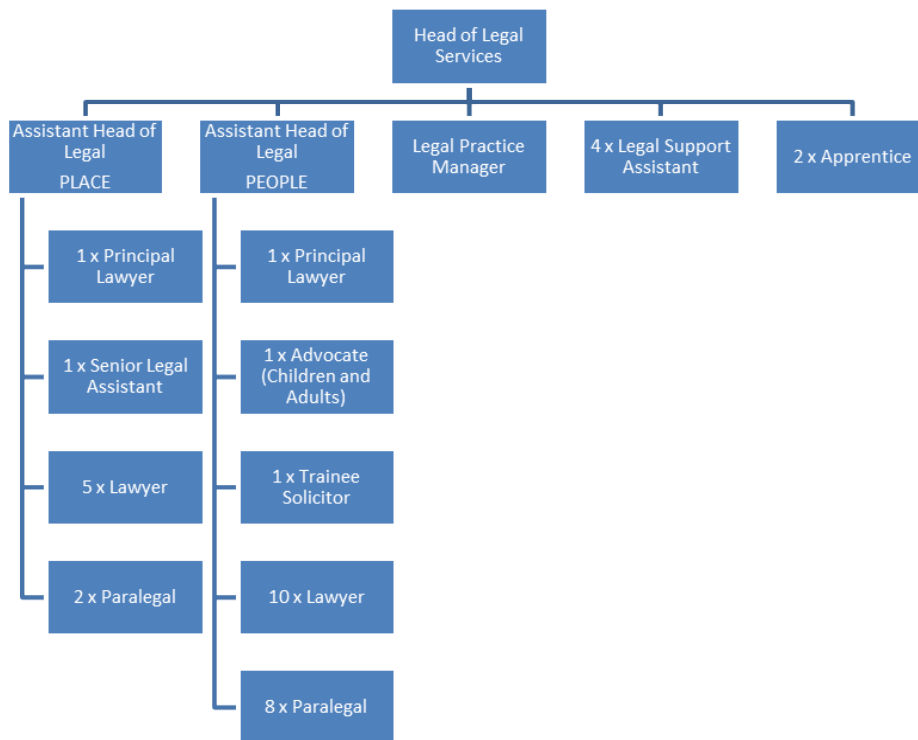 Head of Legal
Services
Assistant Head of
Legal
PLACE
Assistant Head of
Legal
PEOPLE
Legal Practice
Manager
4 x Legal Support
Assistant
2 x Apprentice
1 x Principal
Lawyer
1 x Senior Legal
Assistant
5 x Lawyer
2 x Paralegal
1 x Principal
Lawyer
1 x Advocate
(Children and
Adults)
1 x Trainee
Solicitor
10 x Lawyer
8 x Paralegal